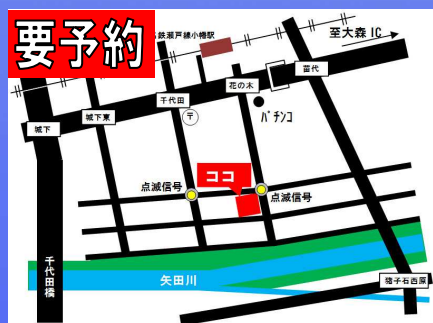 要予約
鉄瀬戸線小幡駅
至大森IC
苗代
花の木
千代田
城下東
城下
〒
パチンコ
ココ
点滅信号
点滅信号
千代田橋
矢田川
猪子石西原